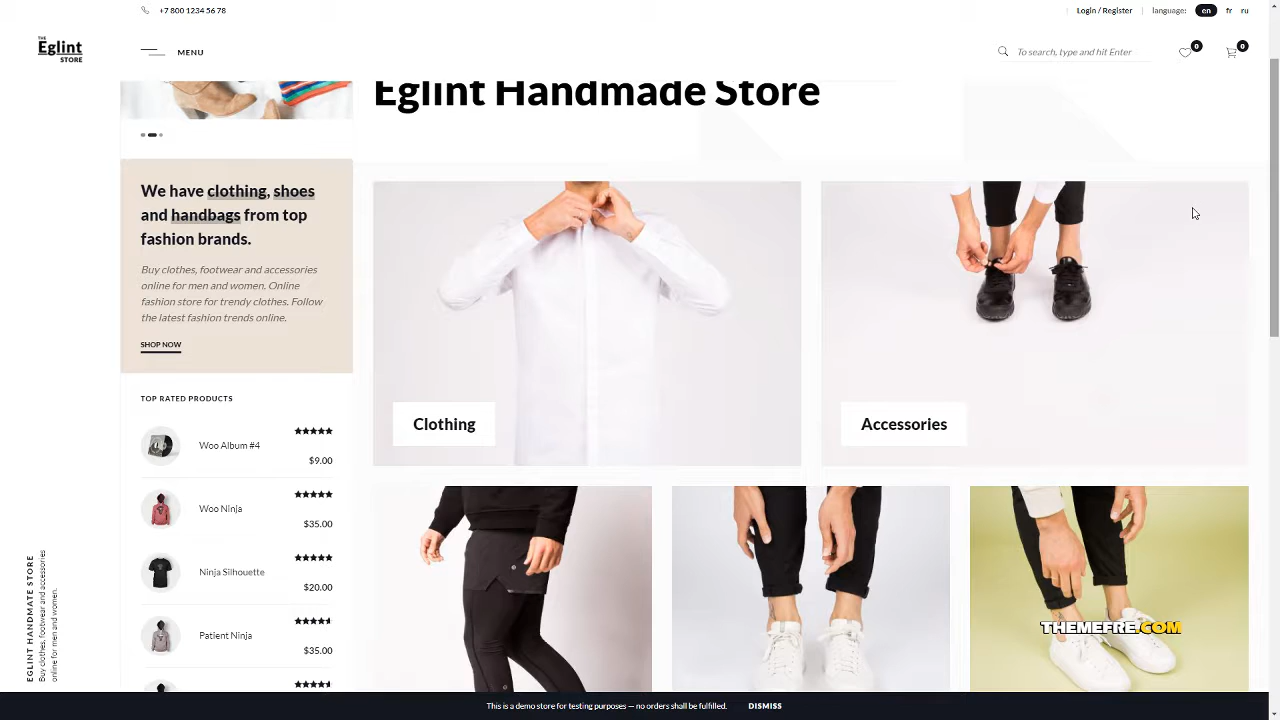 +7 800 1234 56 78
Login / Register
language:
en
fr
ru
THE
Eglint
STORE
MENU
To search, type and hit Enter
0
0
Eglint Handmade Store
We have clothing, shoes
and handbags from top
fashion brands.
Buy clothes, footwear and accessories
online for men and women. Online
fashion store for trendy clothes. Follow
the latest fashion trends online.
SHOP NOW
TOP RATED PRODUCTS
Woo Album #4
$9.00
Woo Ninja
$35.00
Ninja Silhouette
$20.00
Patient Ninja
$35.00
Clothing
Accessories
EGLINT HANDMATE STORE
Buy clothes, footwear and accessories
online for men and women.
THEMEFRE.COM
This is a demo store for testing purposes — no orders shall be fulfilled.
DISMISS